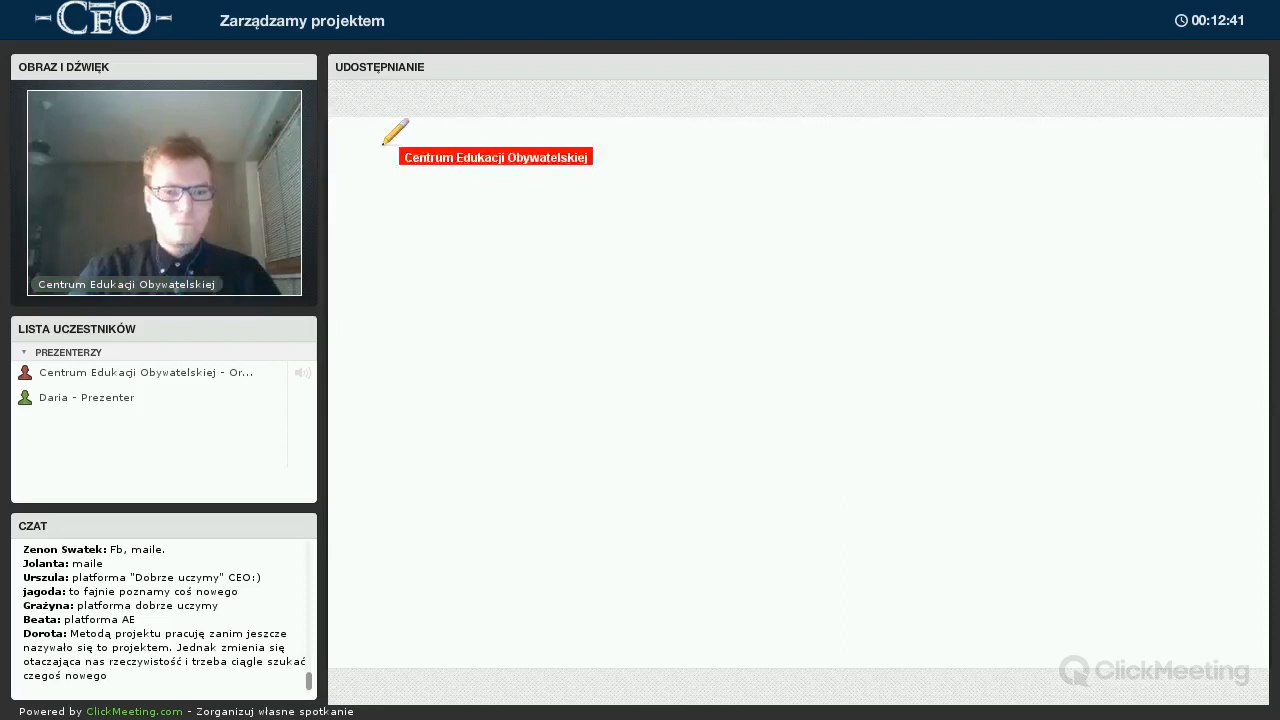 CEO
Zarządzamy projektem
00:12:41
OBRAZ I DŹWIĘK
Centrum Edukacji Obywatelskiej
LISTA UCZESTNIKÓW
PREZENTERZY
Centrum Edukacji Obywatelskiej - Or...
Daria - Prezenter
CZAT
Zenon Swatek: Fb, maile.
Jolanta: maile
Urszula: platforma "Dobrze uczymy" CEO:)
jagoda: to fajnie poznamy coś nowego
Grażyna: platforma dobrze uczymy
Beata: platforma AE
Dorota: Metodą projektu pracuję zanim jeszcze
nazywało się to projektem. Jednak zmienia się
otaczająca nas rzeczywistość i trzeba ciągle szukać
czegoś nowego
UDOSTĘPNIANIE
Centrum Edukacji Obywatelskiej
ClickMeeting
Powered by ClickMeeting.com - Zorganizuj własne spotkanie